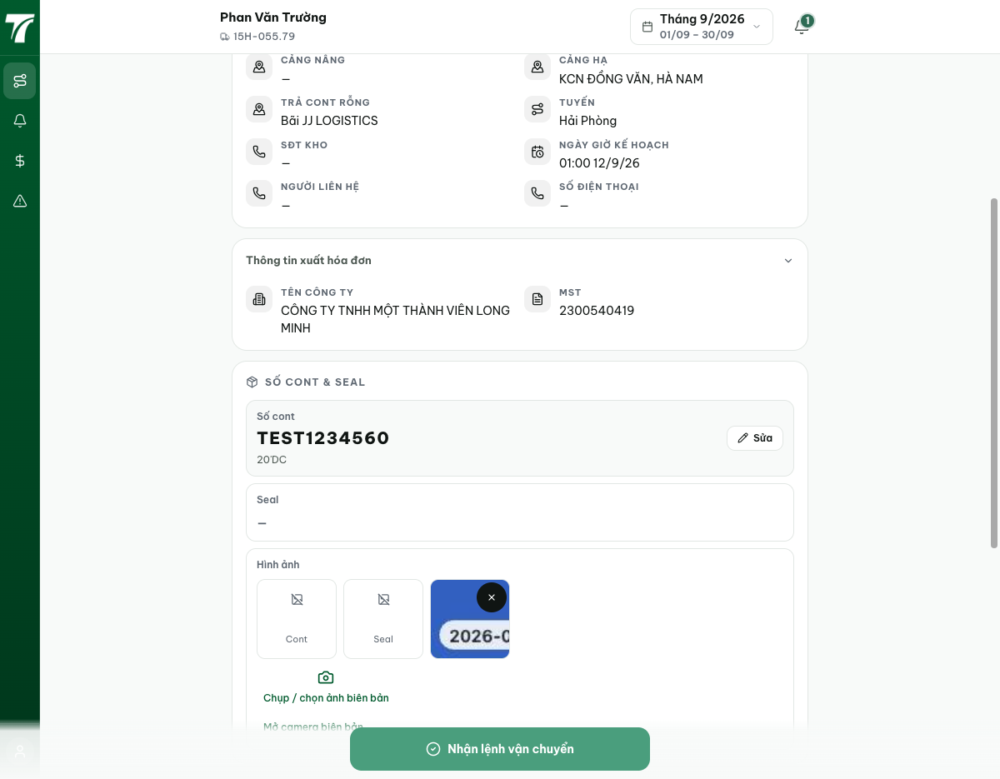 Phan Văn Trường
15H-055.79
Tháng 9/2026
01/09 – 30/09
1
CẢNG NÂNG
—
CẢNG HẠ
KCN ĐỒNG VĂN, HÀ NAM
TRẢ CONT RỖNG
Bãi JJ LOGISTICS
TUYẾN
Hải Phòng
SĐT KHO
—
NGÀY GIỜ KẾ HOẠCH
01:00 12/9/26
NGƯỜI LIÊN HỆ
—
SỐ ĐIỆN THOẠI
—
Thông tin xuất hóa đơn
TÊN CÔNG TY
CÔNG TY TNHH MỘT THÀNH VIÊN LONG
MINH
MST
2300540419
SỐ CONT & SEAL
Số cont
TEST1234560
Sửa
20'DC
Seal
—
Hình ảnh
Cont
Seal
2026-0
Chụp / chọn ảnh biên bản
Mở camera biên bản
Nhận lệnh vận chuyển